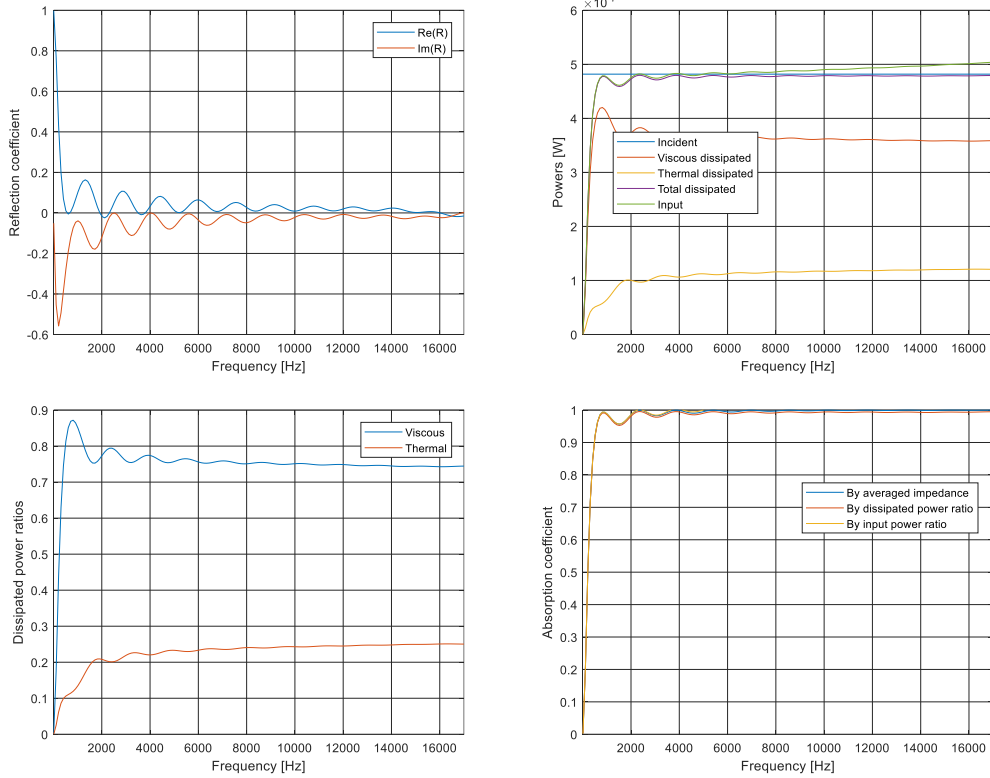 1
0.8
0.6
0.4
0.2
0
-0.2
-0.4
-0.6
2000 4000 6000 8000 10000 12000 14000 16000
Frequency [Hz]
Reflection coefficient
Re(R)
Im(R)
6
5
4
3
2
1
0
2000 4000 6000 8000 10000 12000 14000 16000
Frequency [Hz]
Powers [W]
Incident
Viscous dissipated
Thermal dissipated
Total dissipated
Input
0.9
0.8
0.7
0.6
0.5
0.4
0.3
0.2
0.1
0
2000 4000 6000 8000 10000 12000 14000 16000
Frequency [Hz]
Dissipated power ratios
Viscous
Thermal
1
0.9
0.8
0.7
0.6
0.5
0.4
0.3
0.2
0.1
0
2000 4000 6000 8000 10000 12000 14000 16000
Frequency [Hz]
Absorption coefficient
By averaged impedance
By dissipated power ratio
By input power ratio